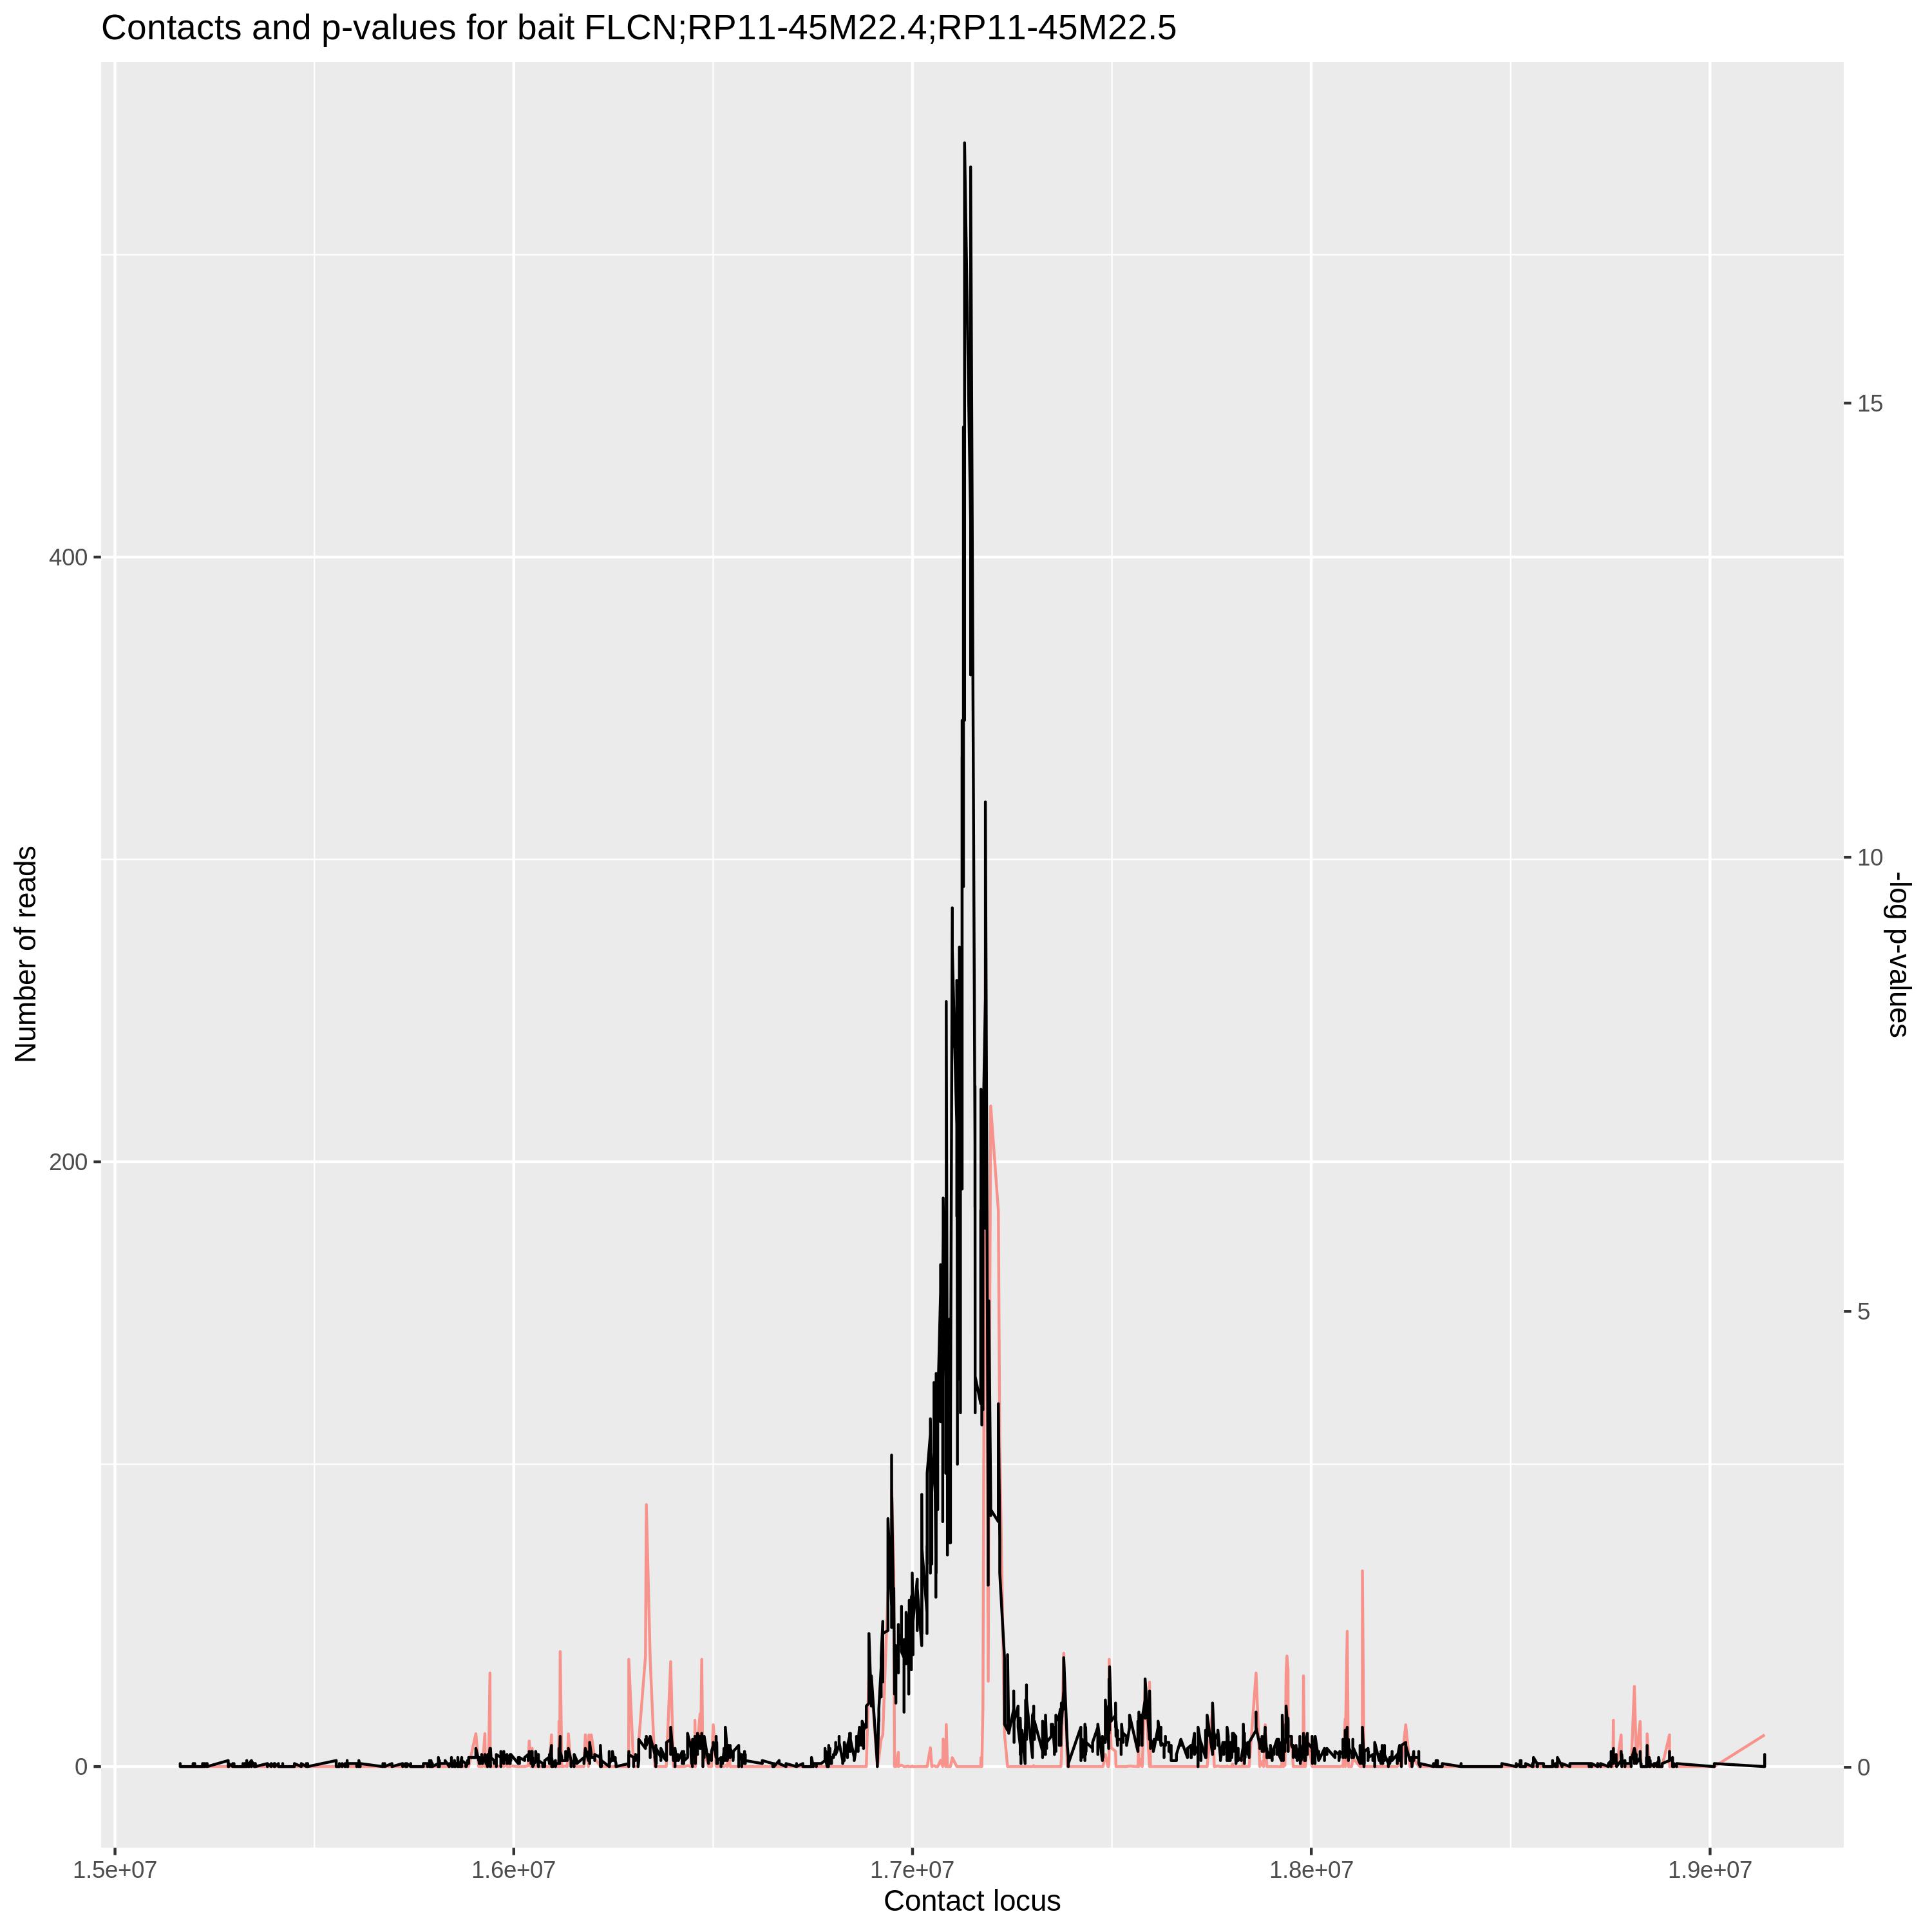 Contacts and p-values for bait FLCN;RP11-45M22.4;RP11-45M22.5
Number of reads
400
200
0
15
10
5
0
-log p-values
1.5e+07 1.6e+07 1.7e+07 1.8e+07 1.9e+07
Contact locus